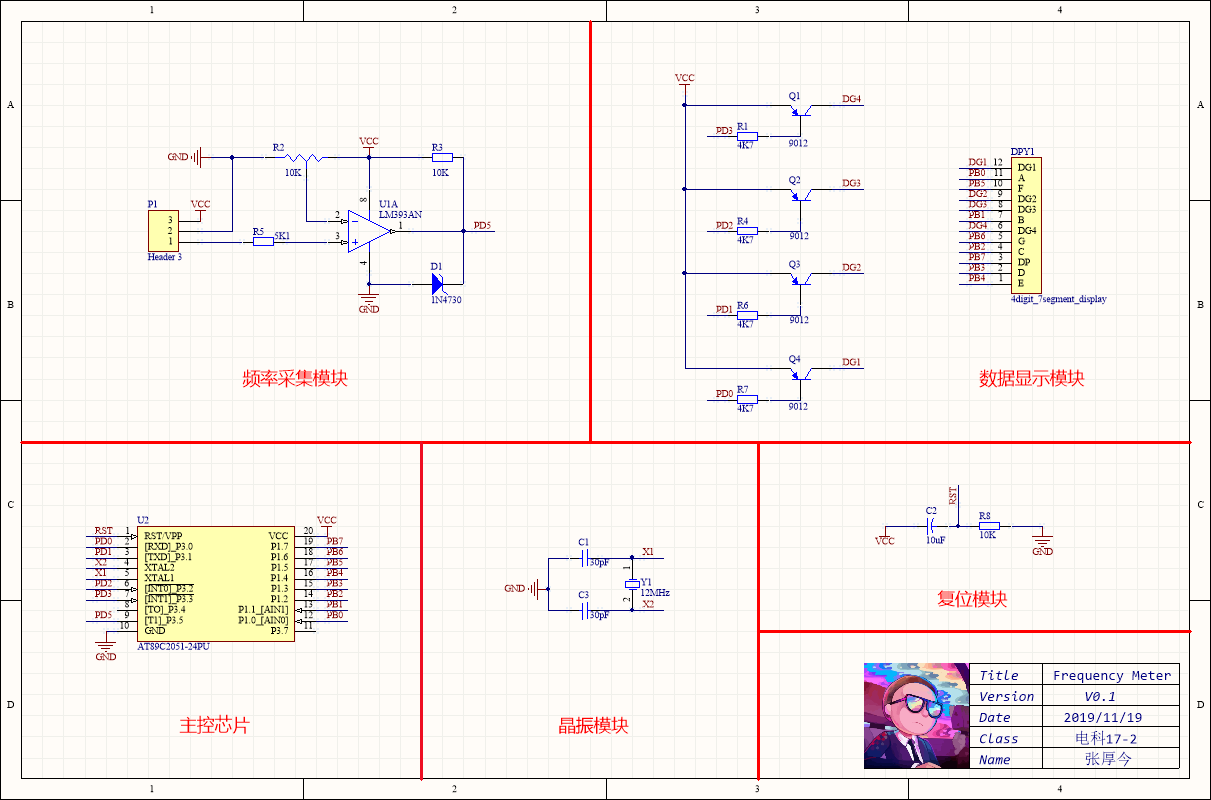 1
2
3
4
A
B
C
D
A
B
C
D
1
2
3
4
GND
R2
10K
VCC
R3
10K
P1
VCC
3
2
1
Header 3
R5
5K1
8
U1A
LM393AN
2
3
1
4
PD5
D1
1N4730
GND
频率采集模块
VCC
Q1
DG4
PD3
R1
4K7
9012
Q2
DG3
PD2
R4
4K7
9012
Q3
DG2
PD1
R6
4K7
9012
Q4
DG1
PD0
R7
4K7
9012
DPY1
DG1 12 DG1
PB0 11 A
PB5 10 F
DG2 9 DG2
DG3 8 DG3
PB1 7 B
DG4 6 DG4
PB6 5 G
PB2 4 C
PB7 3 DP
PB3 2 D
PB4 1 E
4digit_7segment_display
数据显示模块
U2
VCC
RST 1 RST/VPP VCC 20
PD0 2 [RXD]_P3.0 P1.7 19 PB7
PD1 3 [TXD]_P3.1 P1.6 18 PB6
X2 4 XTAL2 P1.5 17 PB5
X1 5 XTAL1 P1.4 16 PB4
PD2 6 [INT0]_P3.2 P1.3 15 PB3
PD3 7 [INT1]_P3.3 P1.2 14 PB2
8 [TO]_P3.4 P1.1_[AIN1] 13 PB1
PD5 9 [T1]_P3.5 P1.0_[AIN0] 12 PB0
10 GND P3.7 11
GND
AT89C2051-24PU
主控芯片
C1
30pF
X1
GND
1
Y1
12MHz
2
C3
30pF
X2
晶振模块
RST
C2
10uF
VCC
R8
10K
GND
复位模块
Title Frequency Meter
Version V0.1
Date 2019/11/19
Class 电科17-2
Name 张厚今